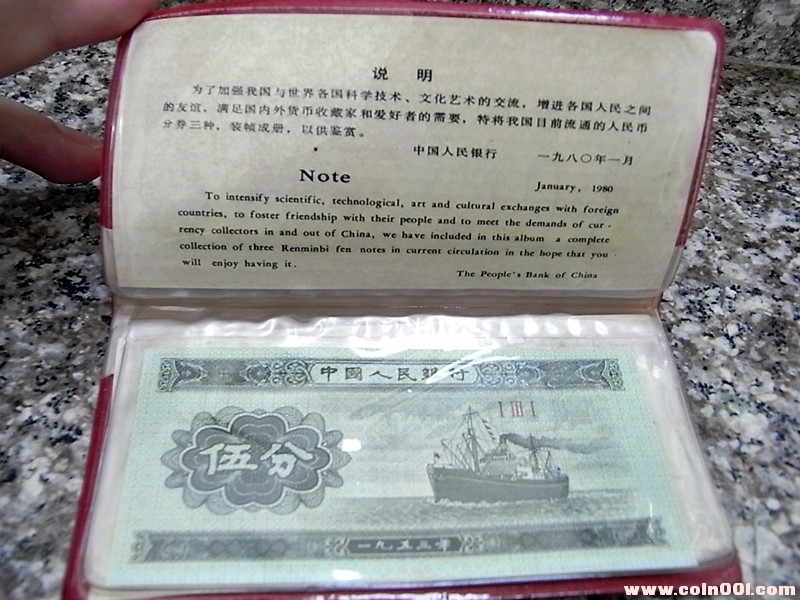 说 明
为了加强我国与世界各国科学技术、文化艺术的交流，增进各国人民之间
的友谊，满足国内外货币收藏家和爱好者的需要，特将我国目前流通的人民币
分券三种，装帧成册，以供鉴赏。
中国人民银行 一九八〇年一月
Note
January, 1980
To intensify scientific, technological, art and cultural exchanges with foreign
countries, to foster friendship with their people and to meet the demands of cur-
rency collectors in and out of China, we have included in this album a complete
collection of three Renminbi fen notes in current circulation in the hope that you
will enjoy having it.
The People's Bank of China
中國人民銀行
I III I
伍分
一九五三年
www.coln001.com